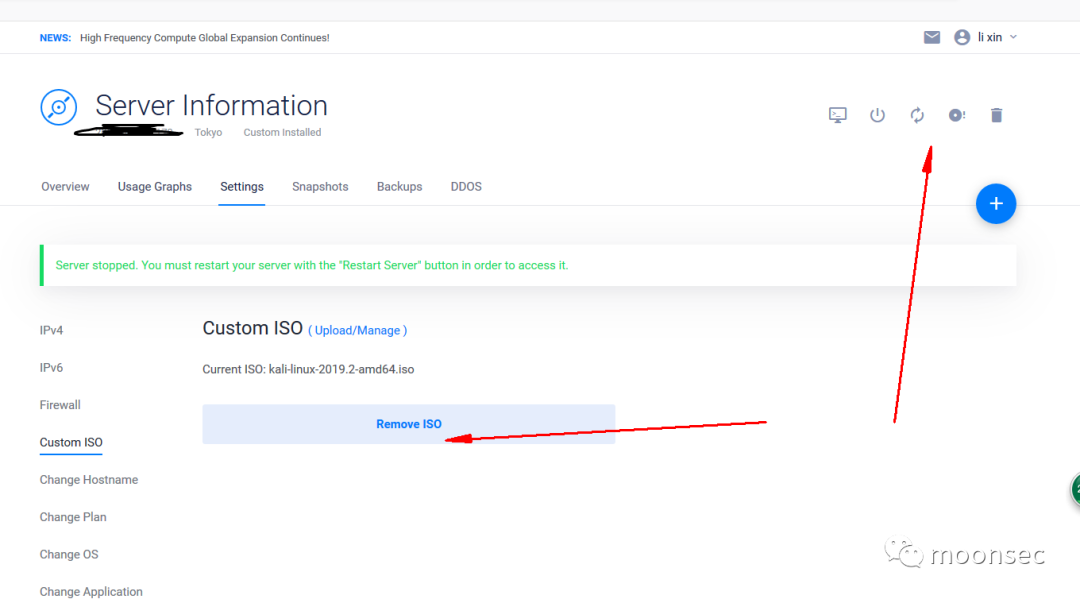 NEWS: High Frequency Compute Global Expansion Continues!
li xin
Server Information
Tokyo Custom Installed
Overview Usage Graphs Settings Snapshots Backups DDOS
Server stopped. You must restart your server with the "Restart Server" button in order to access it.
IPv4
Custom ISO ( Upload/Manage )
IPv6
Current ISO: kali-linux-2019.2-amd64.iso
Firewall
Remove ISO
Custom ISO
Change Hostname
Change Plan
Change OS
Change Application
moonsec